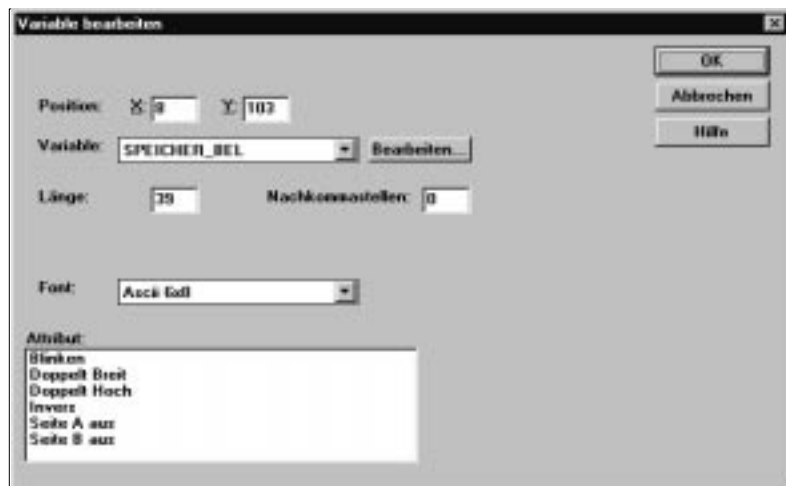 Variable bearbeiten
OK
Abbrechen
Hilfe
Position: X: 8 Y: 103
Variable: SPEICHER_BEL Bearbeiten...
Länge: 39 Nachkommastellen: 0
Font: Ascii 6x8
Attribut:
Blinken
Doppelt Breit
Doppelt Hoch
Invers
Seite A aus
Seite B aus